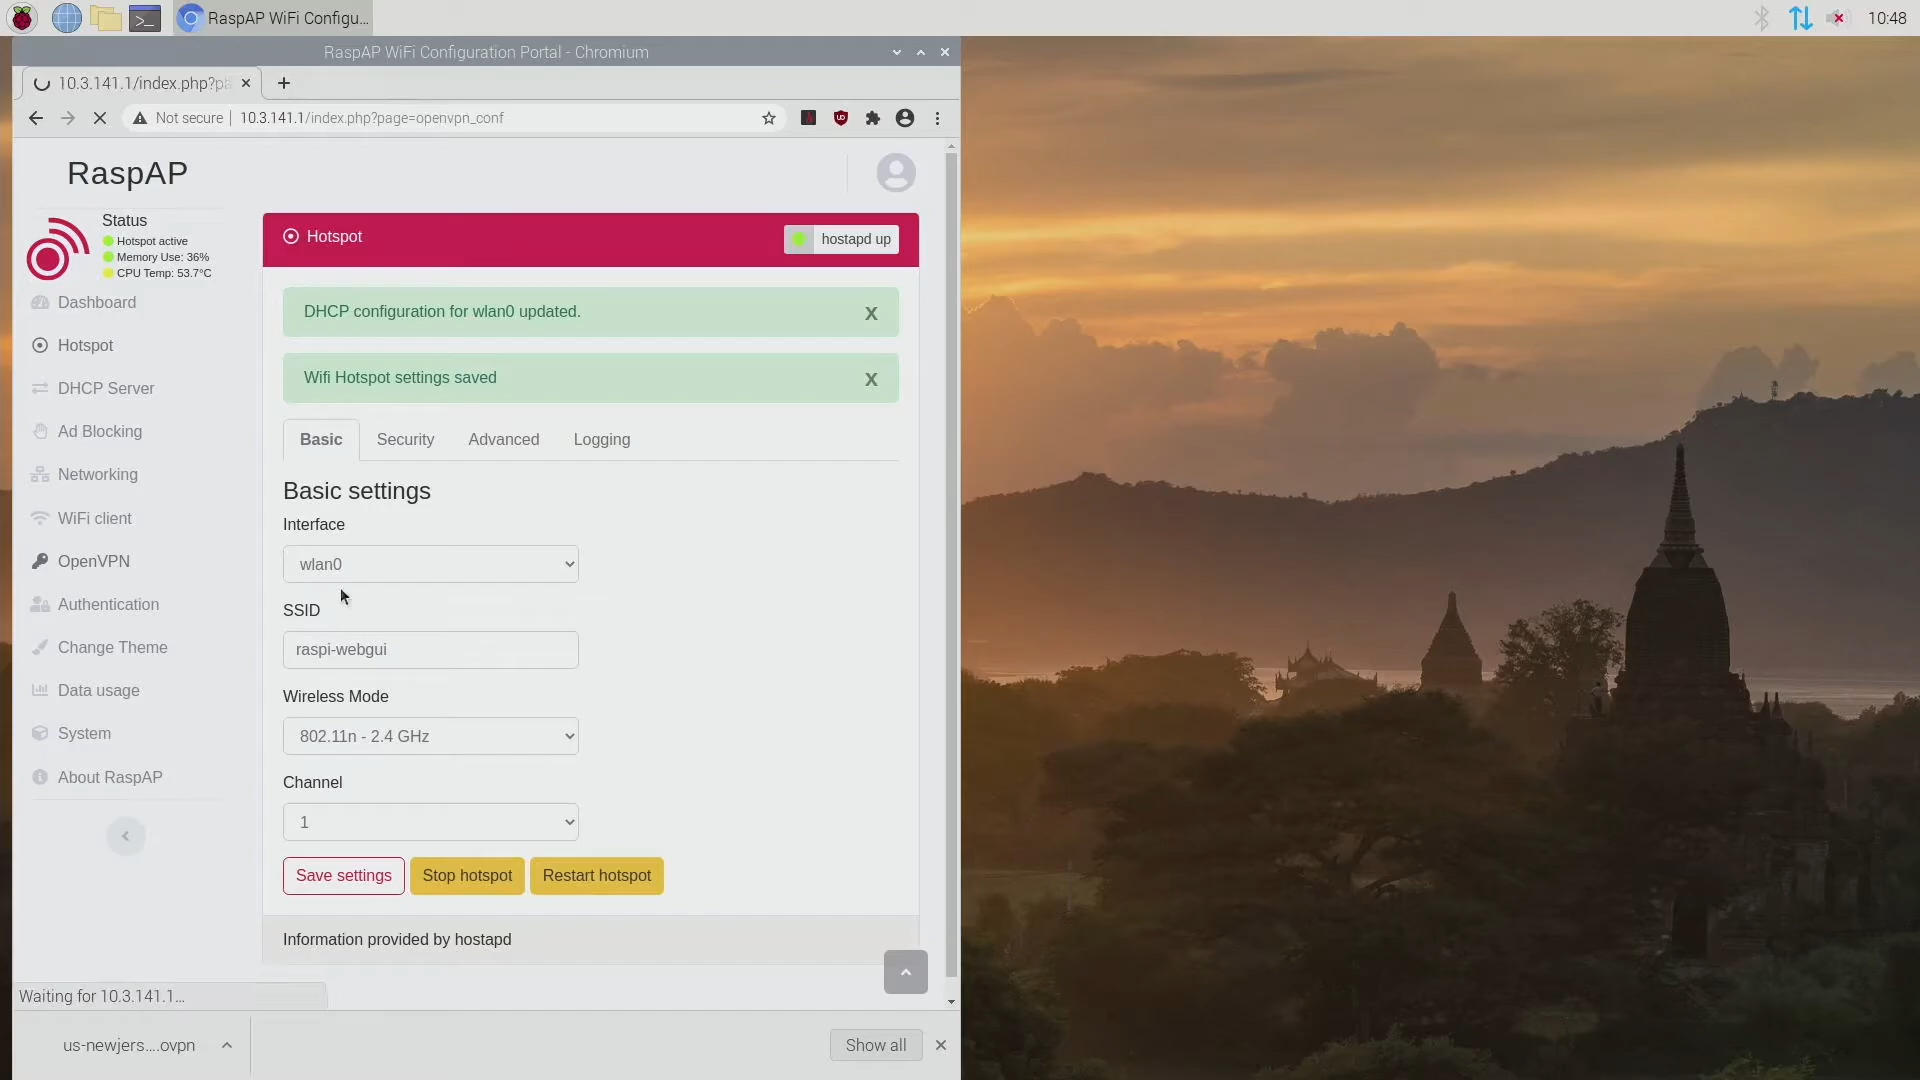 RaspAP WiFi Configu...
10:48
RaspAP WiFi Configuration Portal - Chromium
10.3.141.1/index.php?pa
Not secure
10.3.141.1/index.php?page=openvpn_conf
RaspAP
Status
Hotspot active
Memory Use: 36%
CPU Temp: 53.7°C
Dashboard
Hotspot
DHCP Server
Ad Blocking
Networking
WiFi client
OpenVPN
Authentication
Change Theme
Data usage
System
About RaspAP
Hotspot
hostapd up
DHCP configuration for wlan0 updated.
x
Wifi Hotspot settings saved
x
Basic Security Advanced Logging
Basic settings
Interface
wlan0
SSID
raspi-webgui
Wireless Mode
802.11n - 2.4 GHz
Channel
1
Save settings Stop hotspot Restart hotspot
Information provided by hostapd
Waiting for 10.3.141.1...
us-newjers....ovpn
Show all